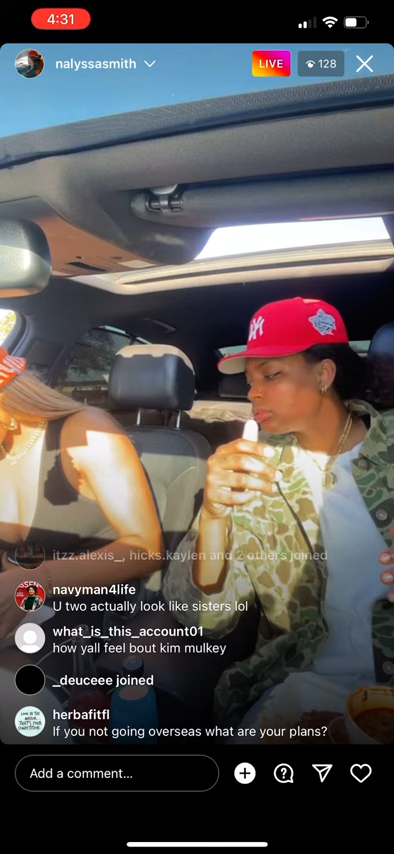 4:31
nalyssasmith
LIVE
128
NY
itzz.alexis_, hicks.kaylen and 2 others joined
navyman4life
U two actually look like sisters lol
what_is_this_account01
how yall feel bout kim mulkey
_deuceee joined
herbafitfl
If you not going overseas what are your plans?
Add a comment...